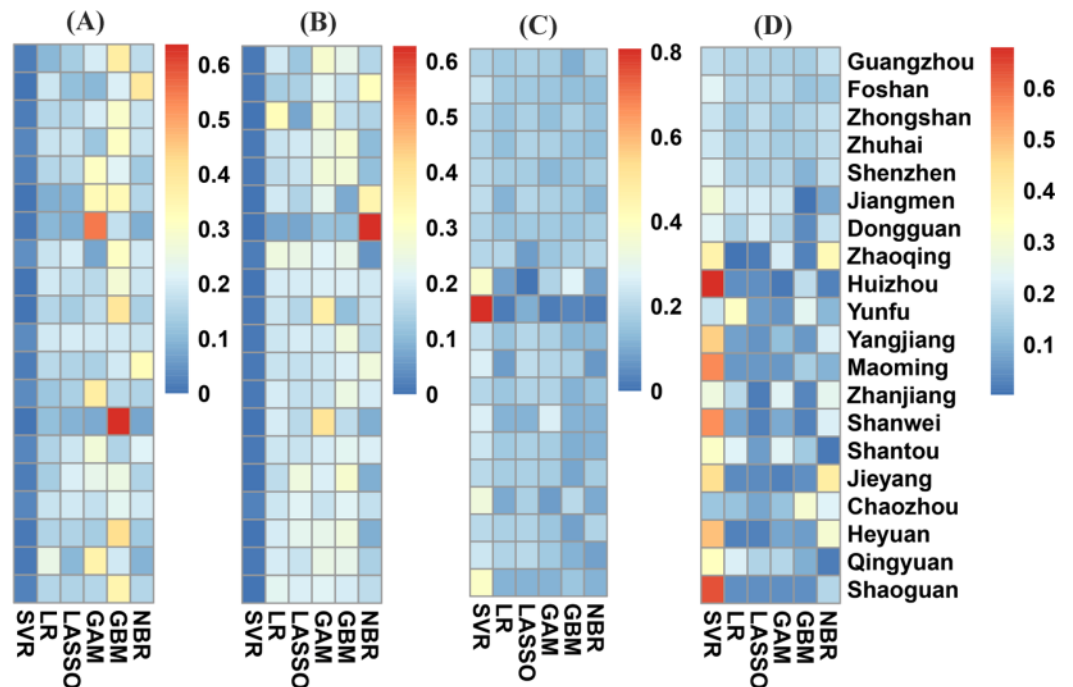 (A) (B) (C) (D)
0.6
0.5
0.4
0.3
0.2
0.1
0
0.6
0.5
0.4
0.3
0.2
0.1
0
0.8
0.6
0.4
0.2
0
0.6
0.5
0.4
0.3
0.2
0.1
Guangzhou
Foshan
Zhongshan
Zhuhai
Shenzhen
Jiangmen
Dongguan
Zhaoqing
Huizhou
Yunfu
Yangjiang
Maoming
Zhanjiang
Shanwei
Shantou
Jieyang
Chaozhou
Heyuan
Qingyuan
Shaoguan
SVR
LR
LASSO
GAM
GBM
NBR
SVR
LR
LASSO
GAM
GBM
NBR
SVR
LR
LASSO
GAM
GBM
NBR
SVR
LR
LASSO
GAM
GBM
NBR